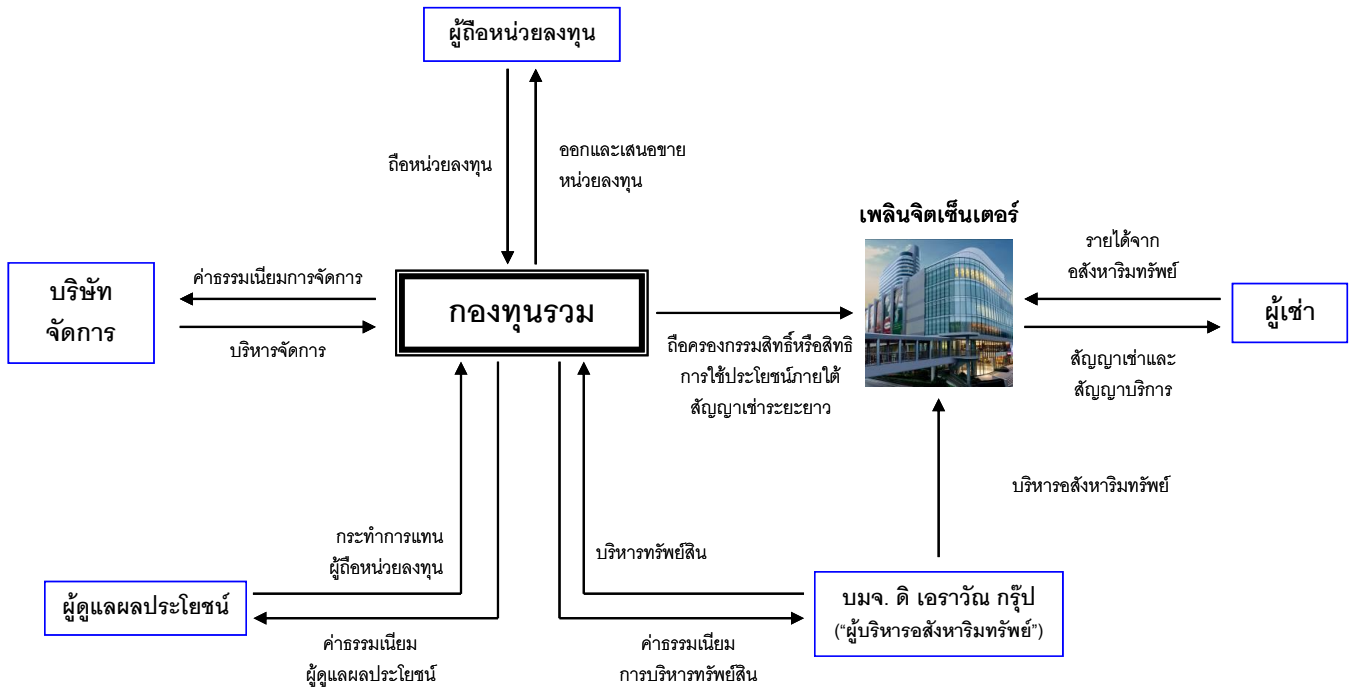 ผู้ถือหน่วยลงทุน
ถือหน่วยลงทุน
ออกและเสนอขาย
หน่วยลงทุน
เพลินจิตเซ็นเตอร์
รายได้จาก
อสังหาริมทรัพย์
บริษัท
จัดการ
ค่าธรรมเนียมการจัดการ
บริหารจัดการ
กองทุนรวม
ถือครองกรรมสิทธิ์หรือสิทธิ
การใช้ประโยชน์ภายใต้
สัญญาเช่าระยะยาว
ผู้เช่า
สัญญาเช่าและ
สัญญาบริการ
บริหารอสังหาริมทรัพย์
กระทำการแทน
ผู้ถือหน่วยลงทุน
บริหารทรัพย์สิน
ผู้ดูแลผลประโยชน์
บมจ. ดิ เอราวัณ กรุ๊ป
(“ผู้บริหารอสังหาริมทรัพย์”)
ค่าธรรมเนียม
ผู้ดูแลผลประโยชน์
ค่าธรรมเนียม
การบริหารทรัพย์สิน